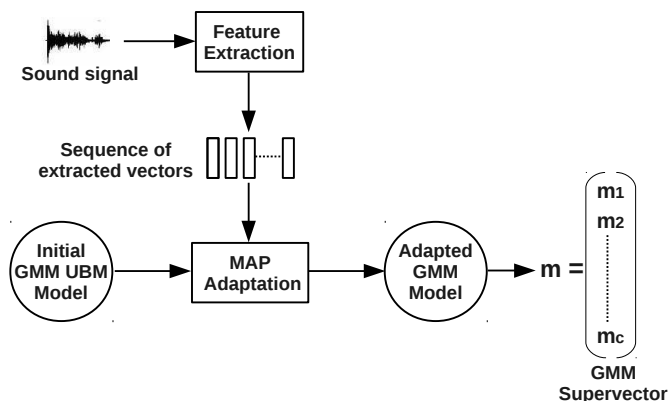 Sound signal
Feature
Extraction
Sequence of
extracted vectors
Initial
GMM UBM
Model
MAP
Adaptation
Adapted
GMM
Model
m =
m1
m2
mc
GMM
Supervector